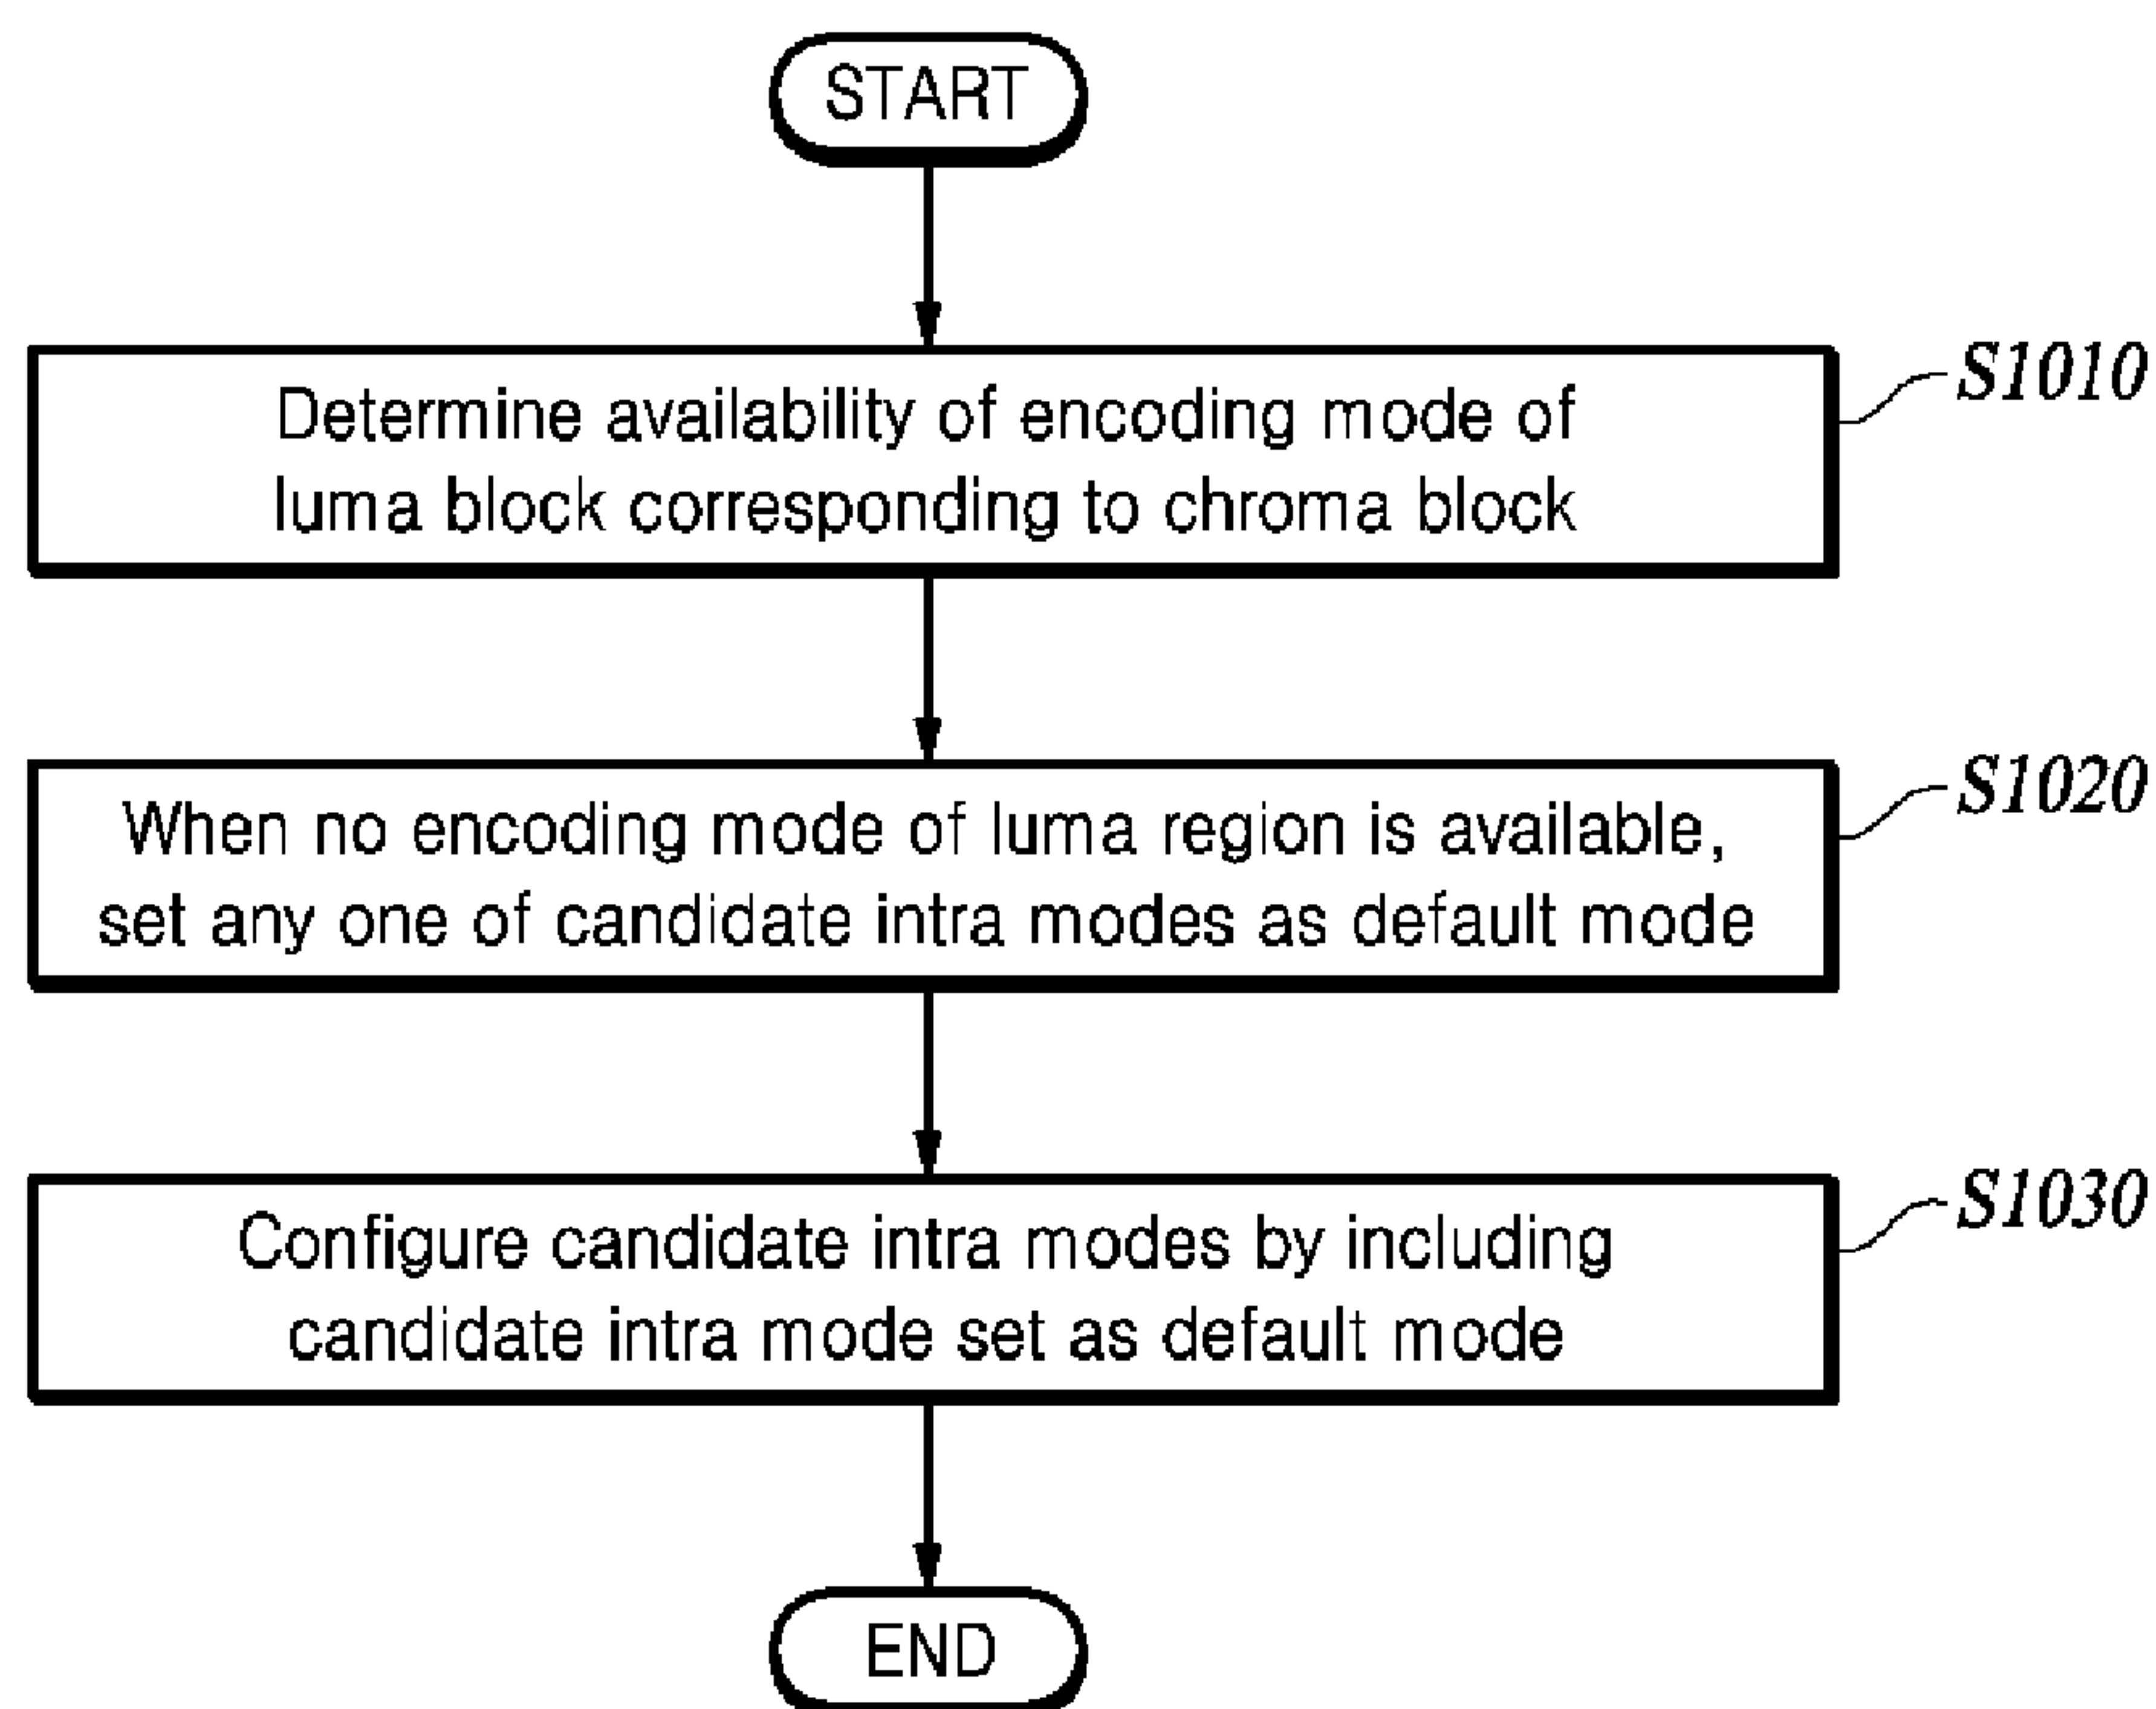 START
Determine availability of encoding mode of
luma block corresponding to chroma block
S1010
When no encoding mode of luma region is available,
set any one of candidate intra modes as default mode
S1020
Configure candidate intra modes by including
candidate intra mode set as default mode
S1030
END